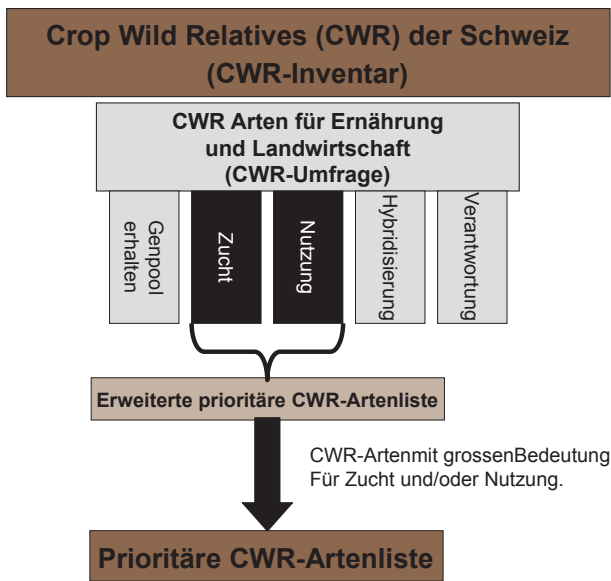 Crop Wild Relatives (CWR) der Schweiz
(CWR-Inventar)
CWR Arten für Ernährung
und Landwirtschaft
(CWR-Umfrage)
Genpool
erhalten
Zucht
Nutzung
Hybridisierung
Verantwortung
Erweiterte prioritäre CWR-Artenliste
CWR-Artenmit grossenBedeutung
Für Zucht und/oder Nutzung.
Prioritäre CWR-Artenliste